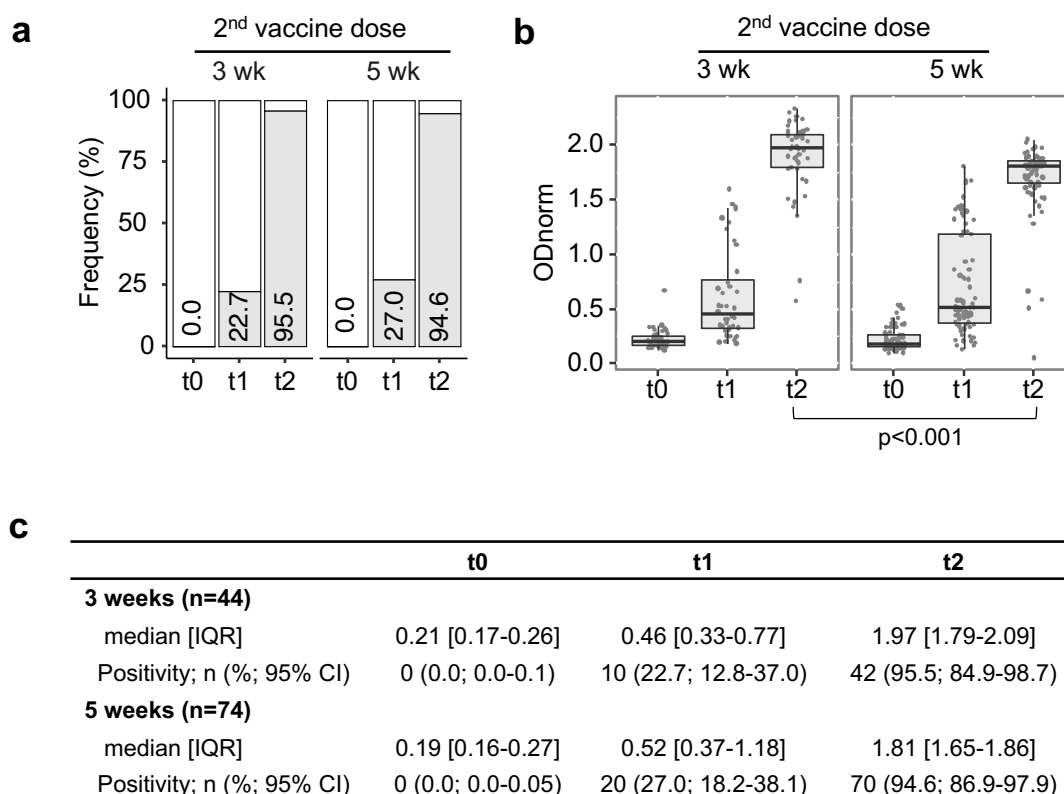 a
2nd vaccine dose
3 wk 5 wk
Frequency (%)
100
75
50
25
0
0.0 22.7 95.5 0.0 27.0 94.6
t0 t1 t2 t0 t1 t2
b
2nd vaccine dose
3 wk 5 wk
ODnorm
2.0
1.5
1.0
0.5
0.0
t0 t1 t2 t0 t1 t2
p<0.001
c
t0 t1 t2
3 weeks (n=44)
median [IQR] 0.21 [0.17-0.26] 0.46 [0.33-0.77] 1.97 [1.79-2.09]
Positivity; n (%; 95% CI) 0 (0.0; 0.0-0.1) 10 (22.7; 12.8-37.0) 42 (95.5; 84.9-98.7)
5 weeks (n=74)
median [IQR] 0.19 [0.16-0.27] 0.52 [0.37-1.18] 1.81 [1.65-1.86]
Positivity; n (%; 95% CI) 0 (0.0; 0.0-0.05) 20 (27.0; 18.2-38.1) 70 (94.6; 86.9-97.9)